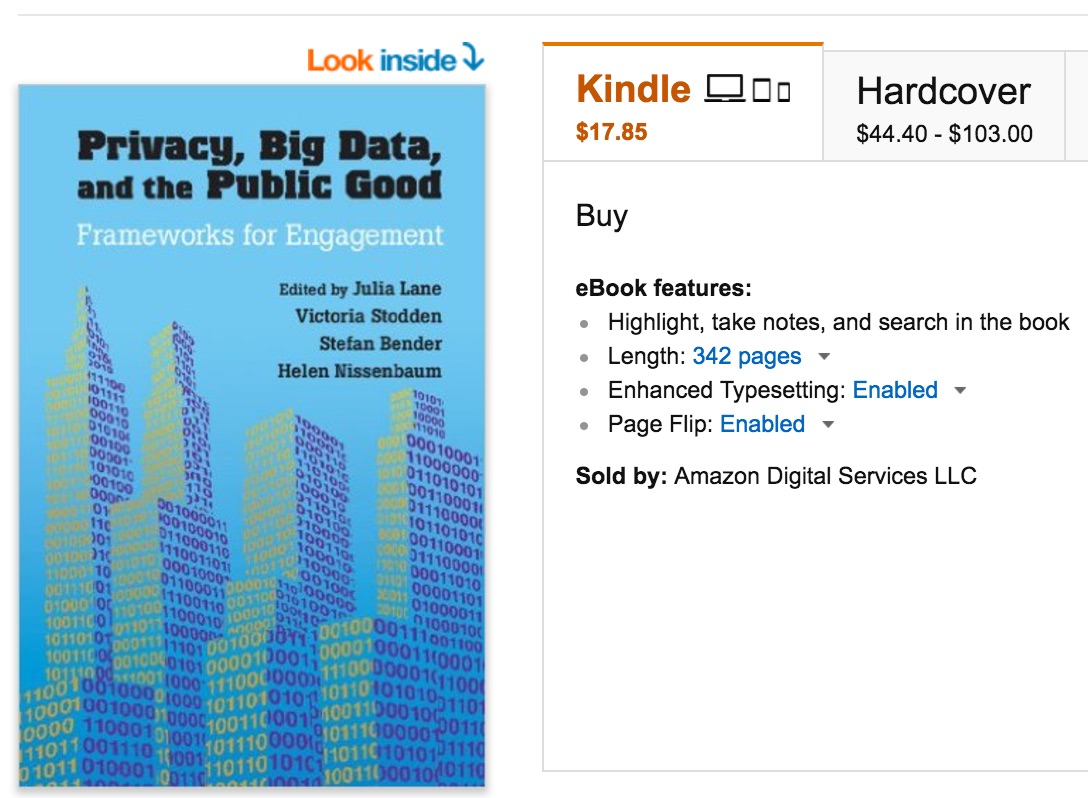 Look inside
Privacy, Big Data,
and the Public Good
Frameworks for Engagement
Edited by Julia Lane
Victoria Stodden
Stefan Bender
Helen Nissenbaum
Kindle
$17.85
Hardcover
$44.40 - $103.00
Buy
eBook features:
Highlight, take notes, and search in the book
Length: 342 pages
Enhanced Typesetting: Enabled
Page Flip: Enabled
Sold by: Amazon Digital Services LLC